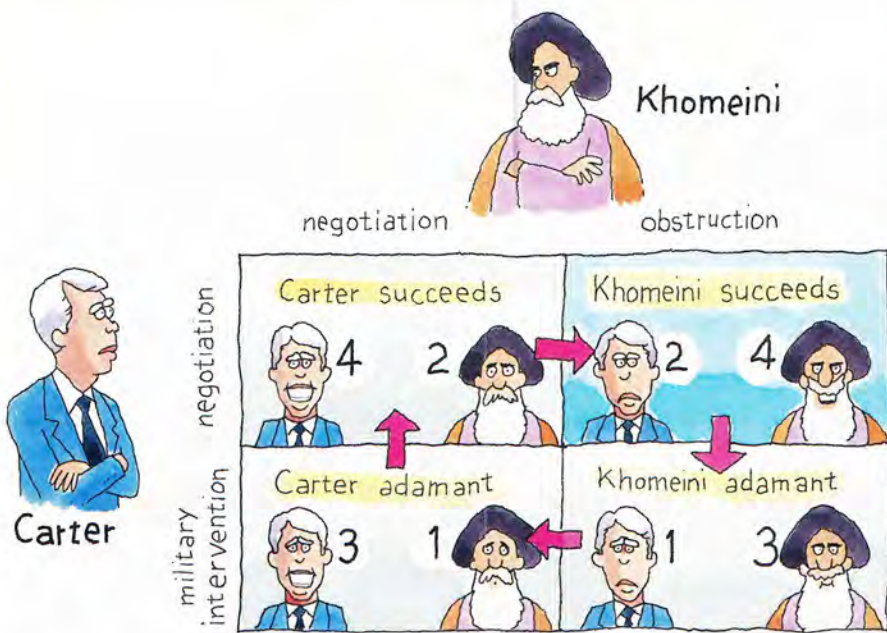 Khomeini
negotiation obstruction
Carter
negotiation
Carter succeeds Khomeini succeeds
4 2 2 4
military
intervention
Carter adamant Khomeini adamant
3 1 1 3